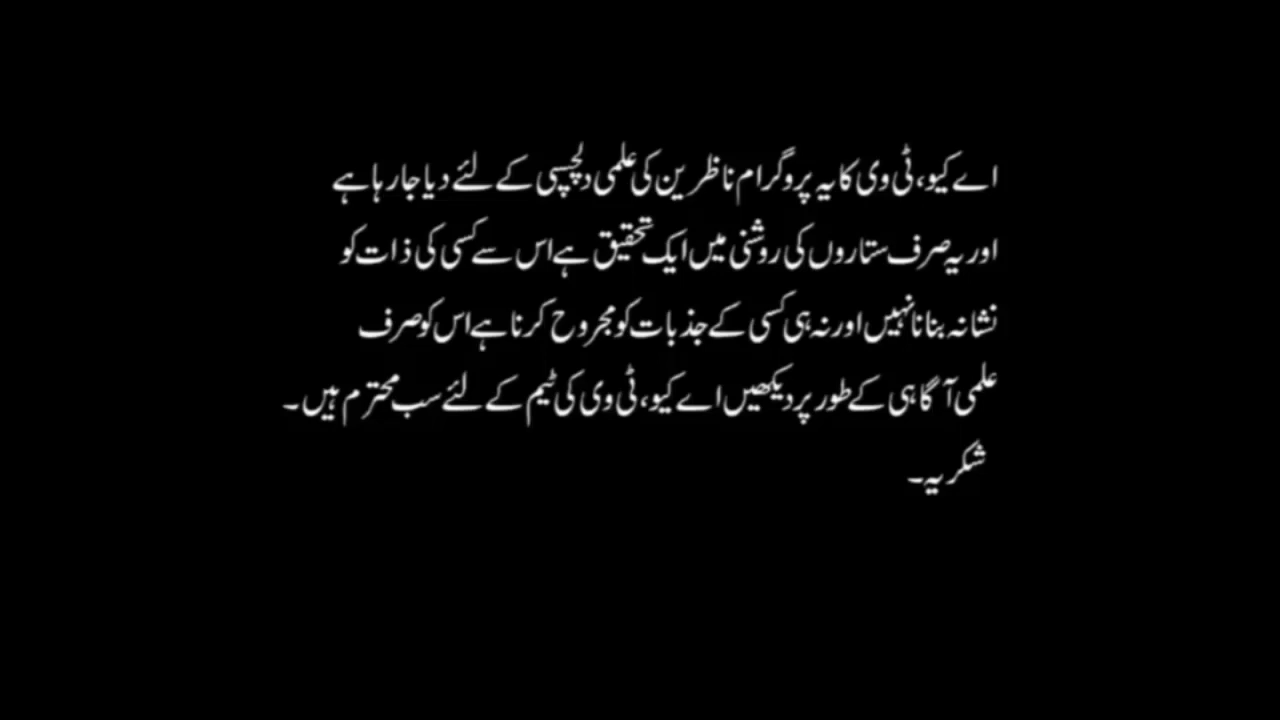 اے کیو، ٹی وی کا یہ پروگرام ناظرین کی علمی دلچسپی کے لئے دیا جا رہا ہے
اور یہ صرف ستاروں کی روشنی میں ایک تحقیق ہے اس سے کسی کی ذات کو
نشانہ بنانا نہیں اور نہ ہی کسی کے جذبات کو مجروح کرنا ہے اس کو صرف
علمی آگاہی کے طور پر دیکھیں اے کیو، ٹی وی کی ٹیم کے لئے سب محترم ہیں۔
شکریہ۔